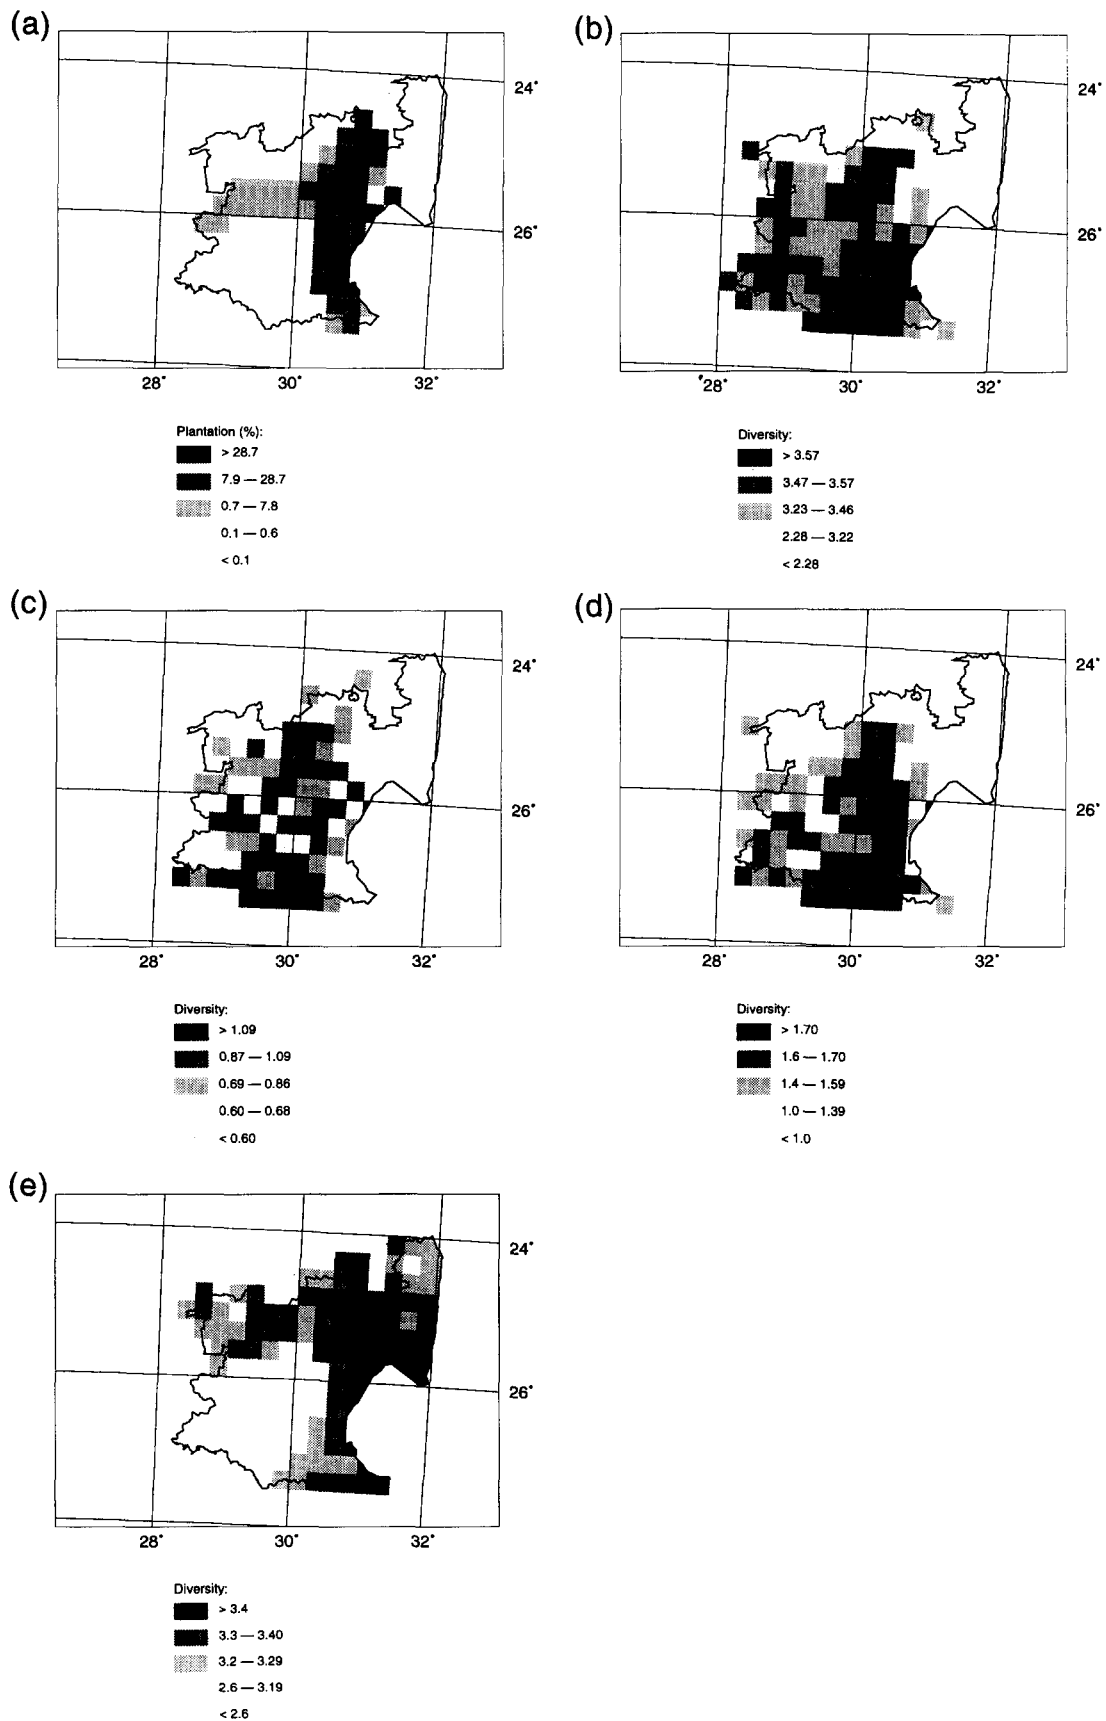 (a)
24°
26°
28° 30° 32°
Plantation (%):
> 28.7
7.9 — 28.7
0.7 — 7.8
0.1 — 0.6
< 0.1
(b)
24°
26°
28° 30° 32°
Diversity:
> 3.57
3.47 — 3.57
3.23 — 3.46
2.28 — 3.22
< 2.28
(c)
24°
26°
28° 30° 32°
Diversity:
> 1.09
0.87 — 1.09
0.69 — 0.86
0.60 — 0.68
< 0.60
(d)
24°
26°
28° 30° 32°
Diversity:
> 1.70
1.6 — 1.70
1.4 — 1.59
1.0 — 1.39
< 1.0
(e)
24°
26°
28° 30° 32°
Diversity:
> 3.4
3.3 — 3.40
3.2 — 3.29
2.6 — 3.19
< 2.6